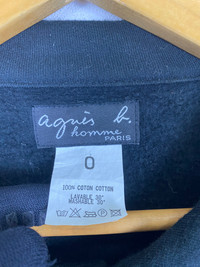 agnès b.
homme
PARIS
0
100% COTON COTTON
LAVABLE 30°
WASHABLE 30°